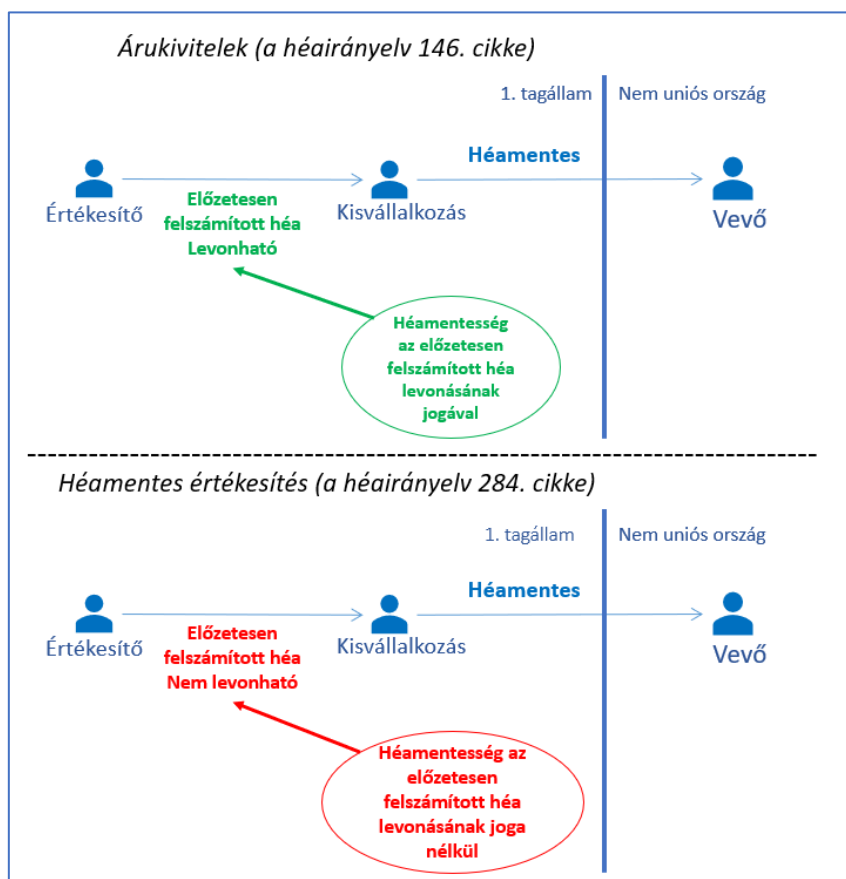 Árukivitelek (a héairányelv 146. cikke)
1. tagállam
Nem uniós ország
Héamentes
Értékesítő
Előzetesen
felszámított héa
Levonható
Kisvállalkozás
Vevő
Héamentesség
az előzetesen
felszámított héa
levonásának
jogával
Héamentes értékesítés (a héairányelv 284. cikke)
1. tagállam
Nem uniós ország
Héamentes
Értékesítő
Előzetesen
felszámított héa
Nem levonható
Kisvállalkozás
Vevő
Héamentesség az
előzetesen
felszámított héa
levonásának joga
nélkül